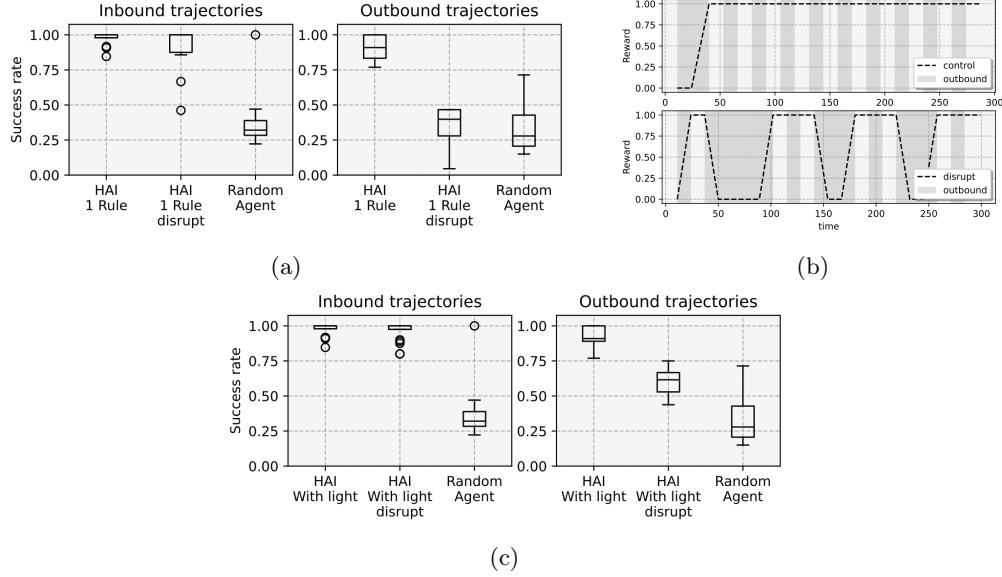 Inbound trajectories
Success rate
1.00
0.75
0.50
0.25
0.00
HAI
1 Rule
HAI
1 Rule
disrupt
Random
Agent
Outbound trajectories
1.00
0.75
0.50
0.25
0.00
HAI
1 Rule
HAI
1 Rule
disrupt
Random
Agent
(a)
Reward
1.00
0.75
0.50
0.25
0.00
control
outbound
0 50 100 150 200 250 300
Reward
1.00
0.75
0.50
0.25
0.00
disrupt
outbound
0 50 100 150 200 250 300
time
(b)
Inbound trajectories
Success rate
1.00
0.75
0.50
0.25
0.00
HAI
With light
HAI
With light
disrupt
Random
Agent
Outbound trajectories
1.00
0.75
0.50
0.25
0.00
HAI
With light
HAI
With light
disrupt
Random
Agent
(c)